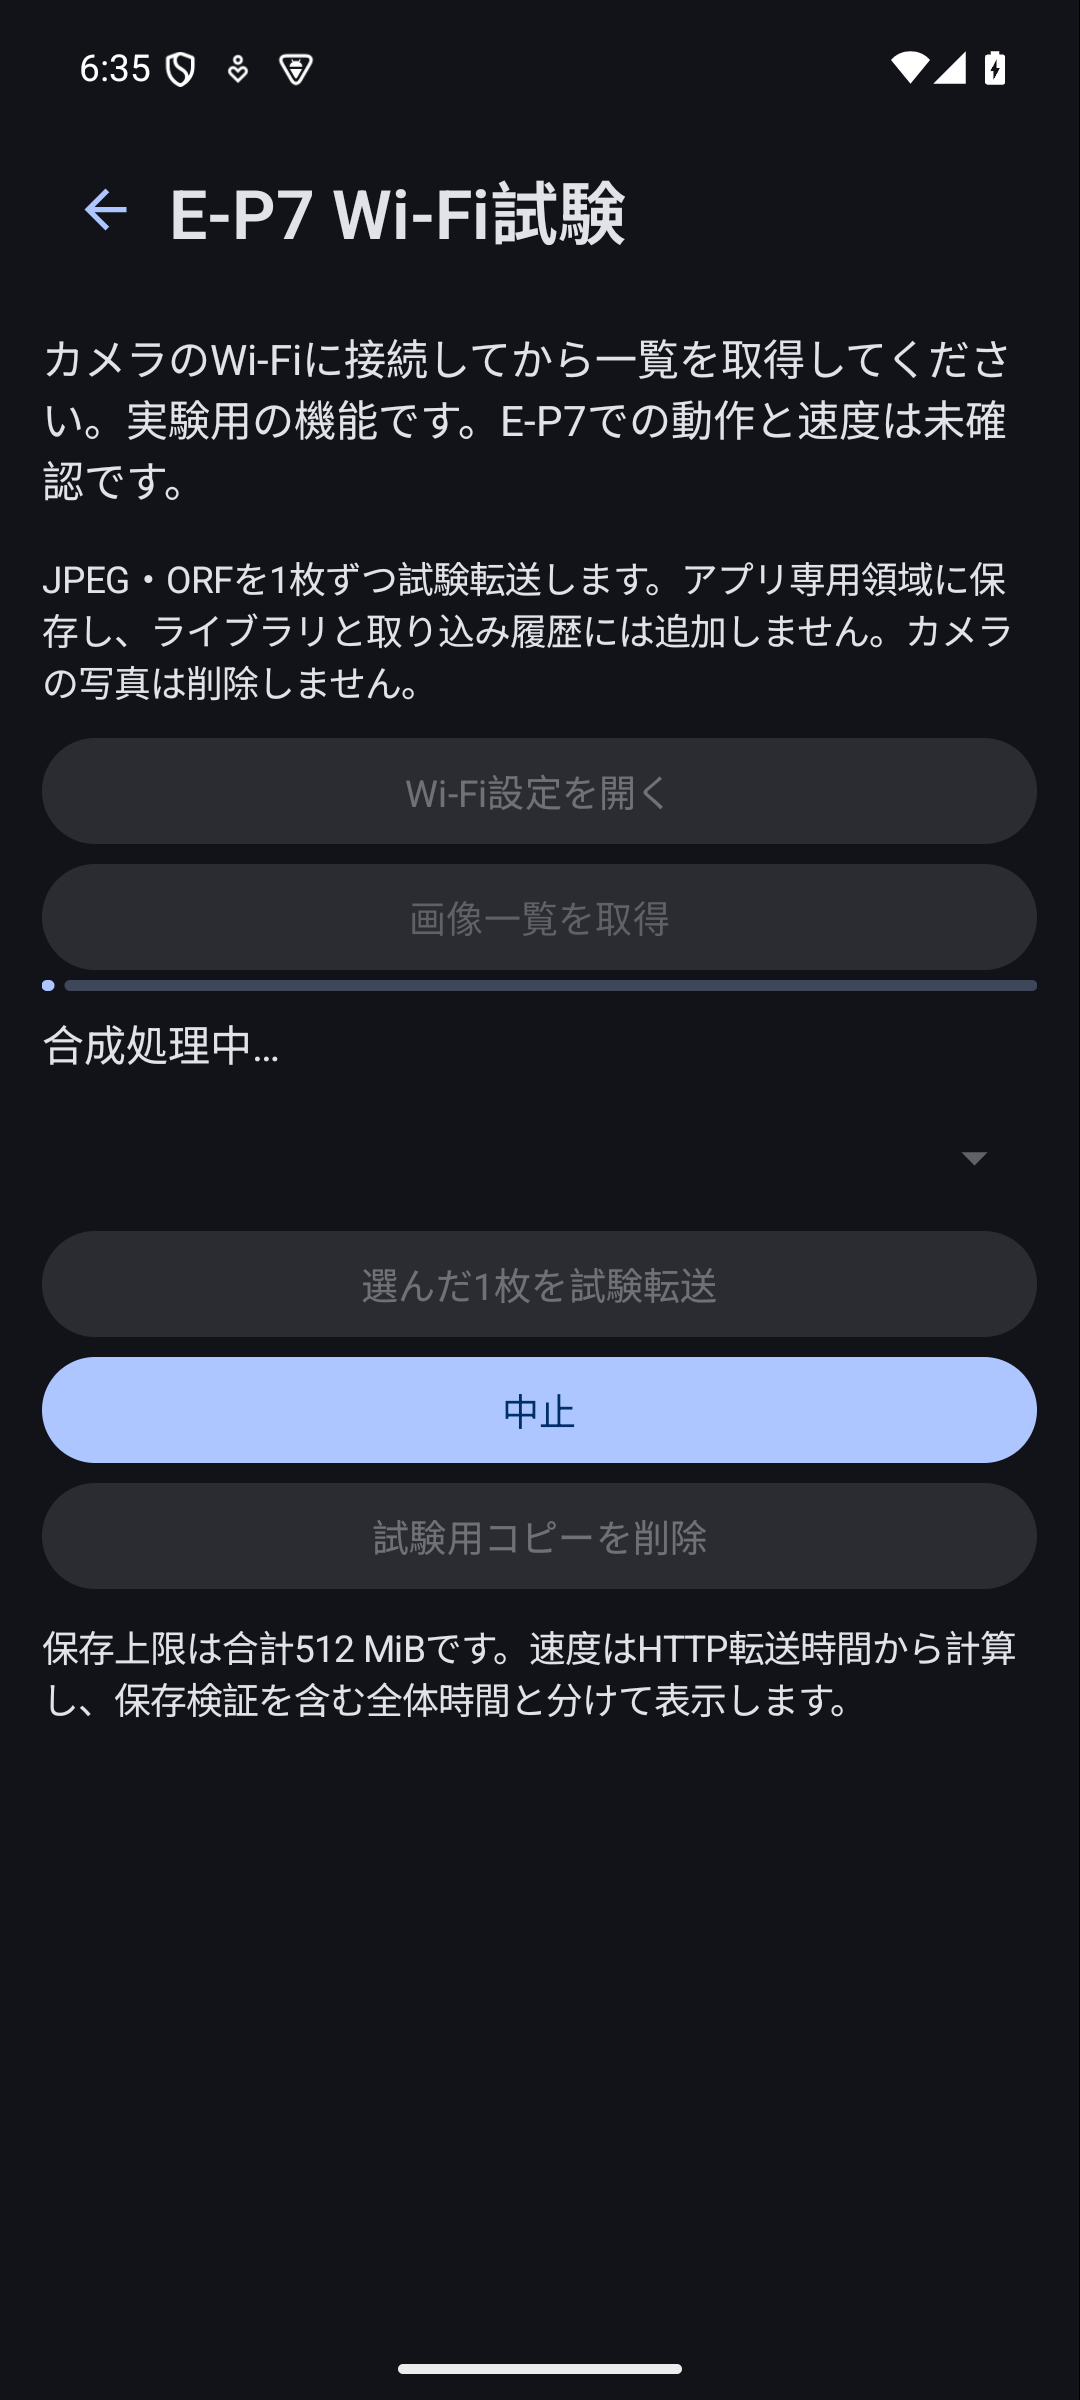 6:35
E-P7 Wi-Fi試験
カメラのWi-Fiに接続してから一覧を取得してくださ
い。実験用の機能です。E-P7での動作と速度は未確
認です。
JPEG・ORFを1枚ずつ試験転送します。アプリ専用領域に保
存し、ライブラリと取り込み履歴には追加しません。カメラ
の写真は削除しません。
Wi-Fi設定を開く
画像一覧を取得
合成処理中…
選んだ1枚を試験転送
中止
試験用コピーを削除
保存上限は合計512 MiBです。速度はHTTP転送時間から計算
し、保存検証を含む全体時間と分けて表示します。